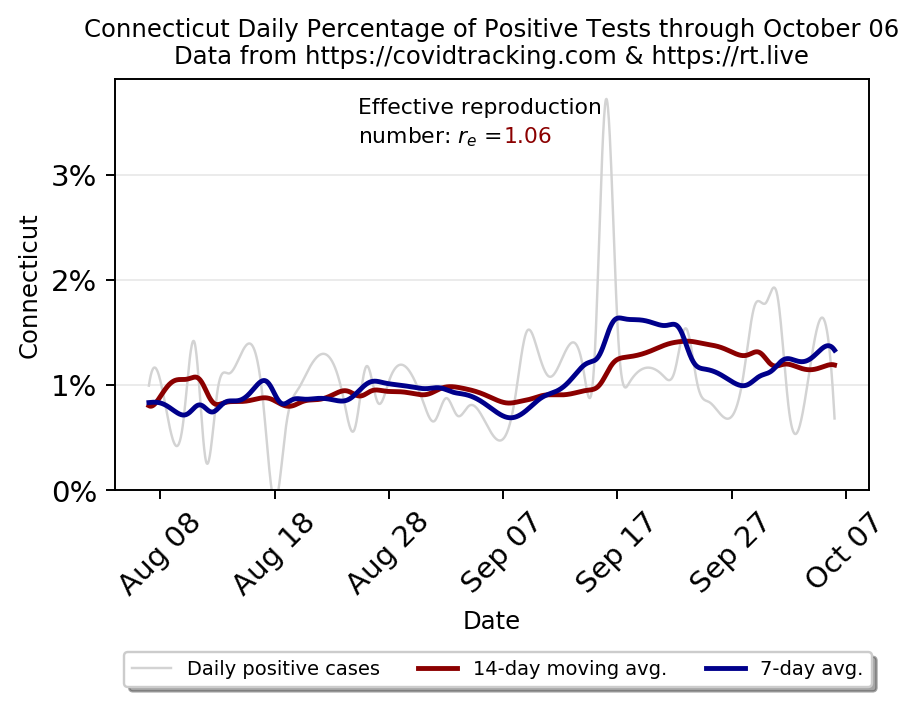 Connecticut Daily Percentage of Positive Tests through October 06
Data from https://covidtracking.com & https://rt.live
Effective reproduction
number: rₑ =1.06
3%
2%
1%
0%
Connecticut
Aug 08
Aug 18
Aug 28
Sep 07
Sep 17
Sep 27
Oct 07
Date
Daily positive cases
14-day moving avg.
7-day avg.